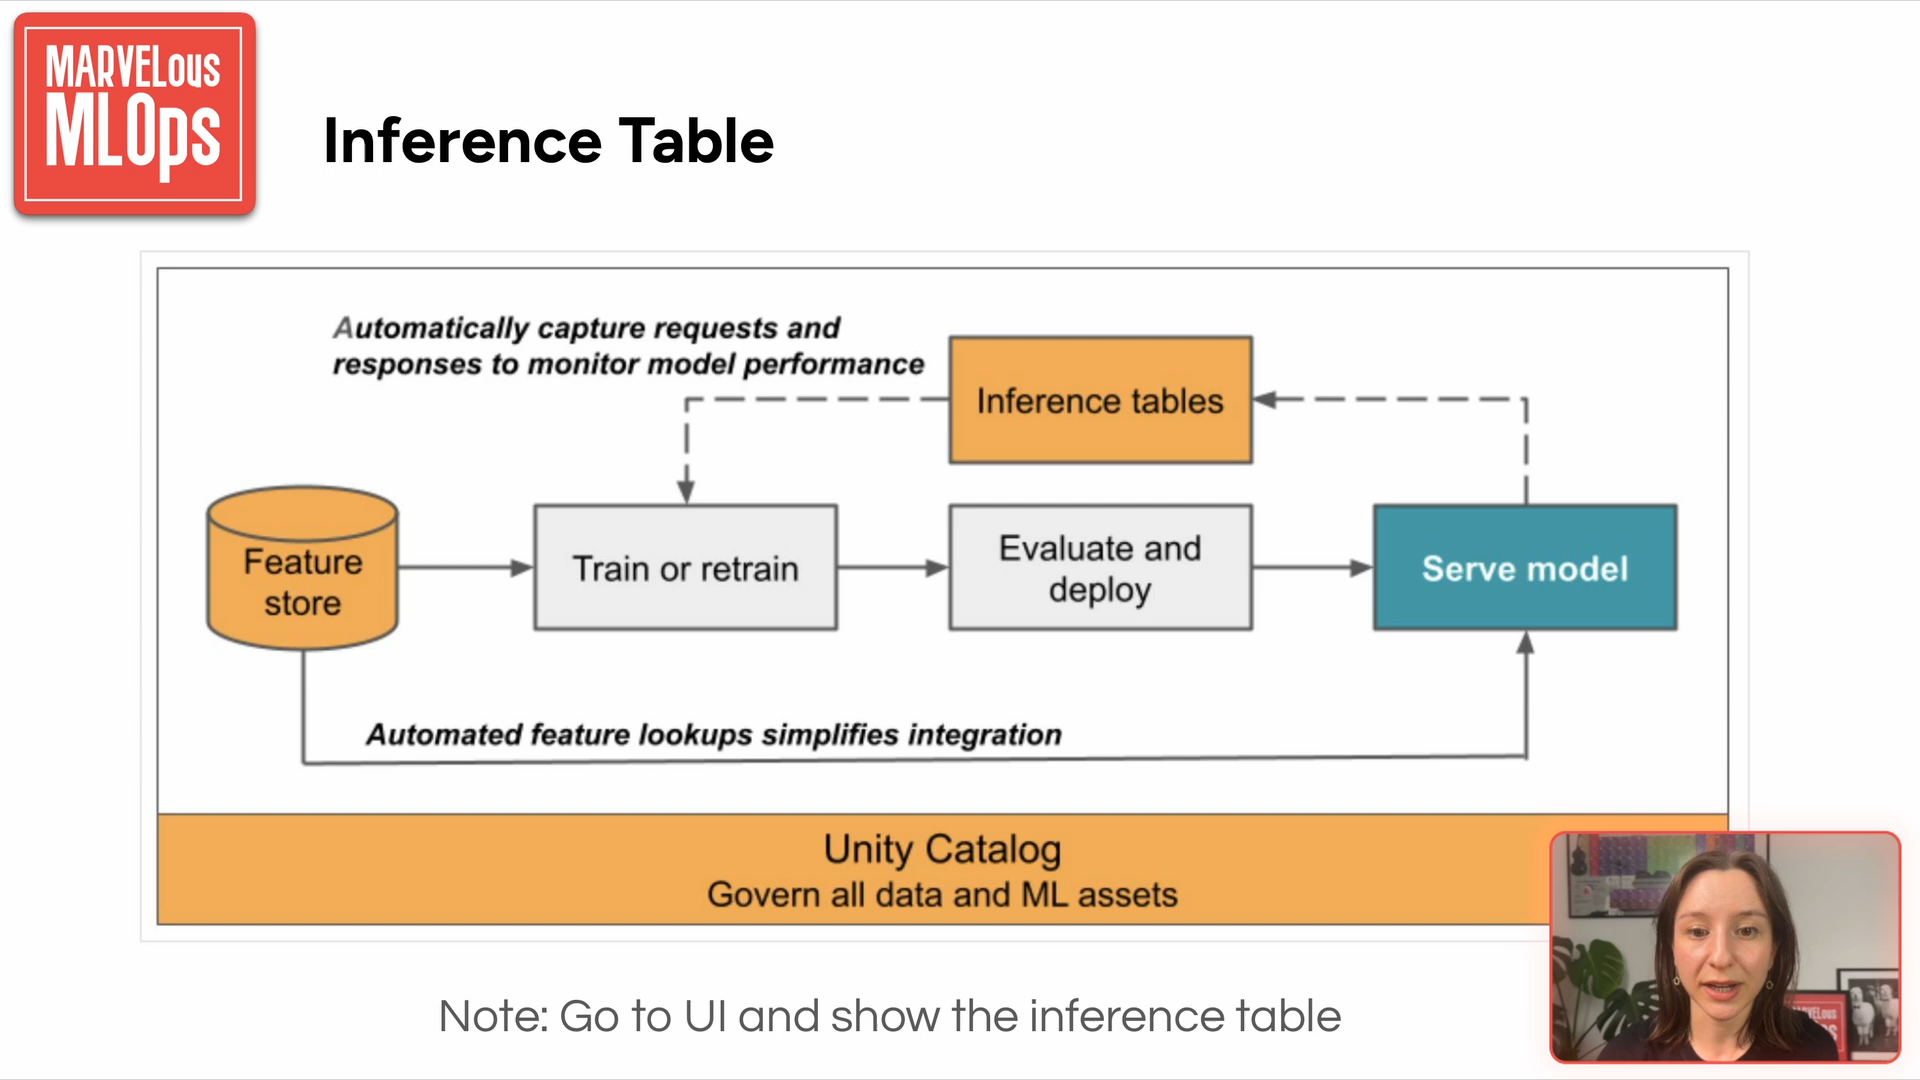 MARVELous
MLOps
Inference Table
Automatically capture requests and
responses to monitor model performance
Inference tables
Feature
store
Train or retrain
Evaluate and
deploy
Serve model
Automated feature lookups simplifies integration
Unity Catalog
Govern all data and ML assets
Note: Go to UI and show the inference table